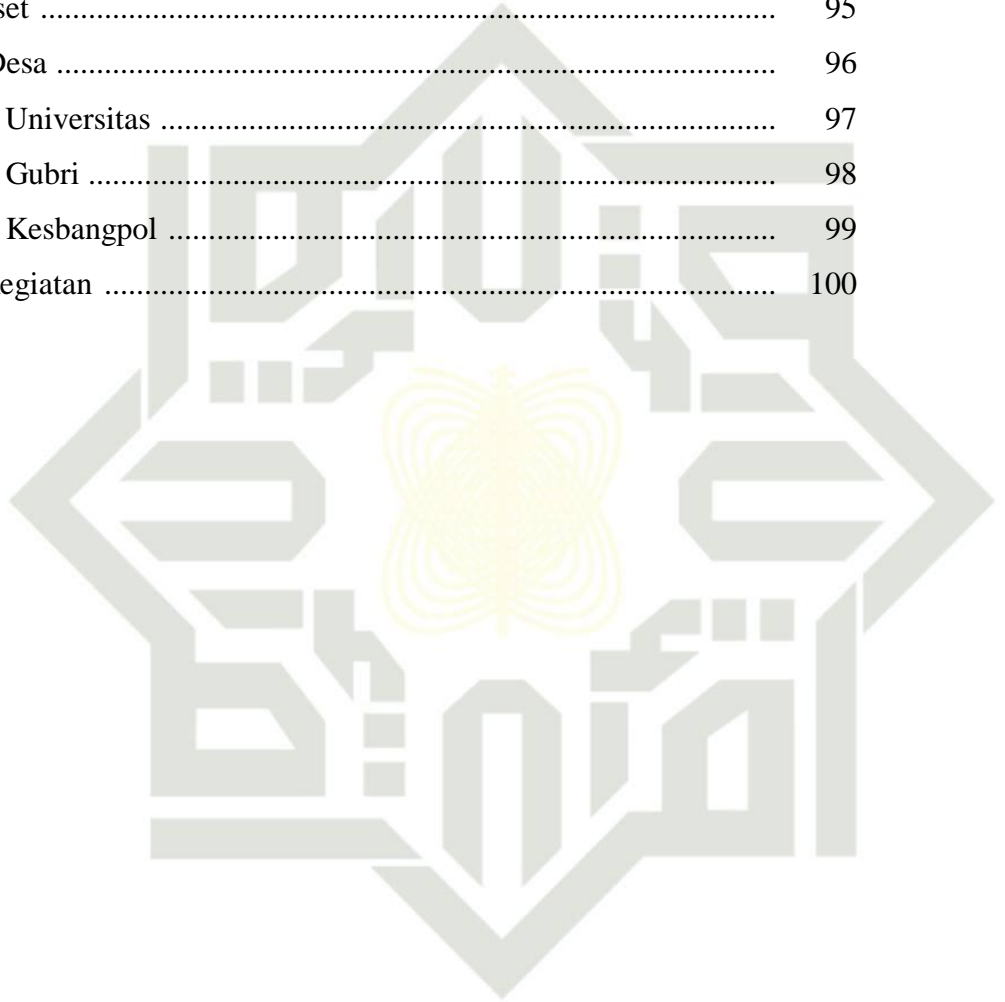 set ............................................................................................ 95
Desa .......................................................................................... 96
Universitas ............................................................................. 97
Gubri ...................................................................................... 98
Kesbangpol ............................................................................ 99
egiatan .................................................................................... 100